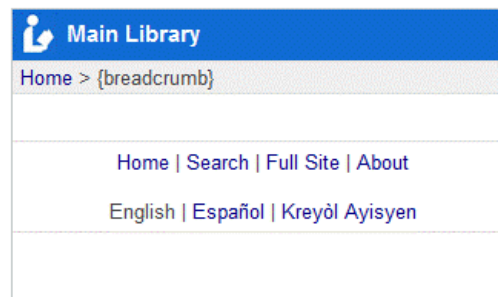 Main Library
Home > {breadcrumb}
Home | Search | Full Site | About
English | Español | Kreyòl Ayisyen